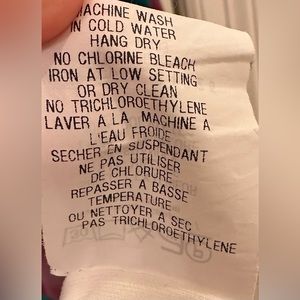 MACHINE WASH
IN COLD WATER
HANG DRY
NO CHLORINE BLEACH
IRON AT LOW SETTING
OR DRY CLEAN
NO TRICHLOROETHYLENE
LAVER A LA MACHINE A
L'EAU FROIDE
SECHER EN SUSPENDANT
NE PAS UTILISER
DE CHLORURE
REPASSER A BASSE
TEMPERATURE
OU NETTOYER A SEC
PAS TRICHLOROETHYLENE